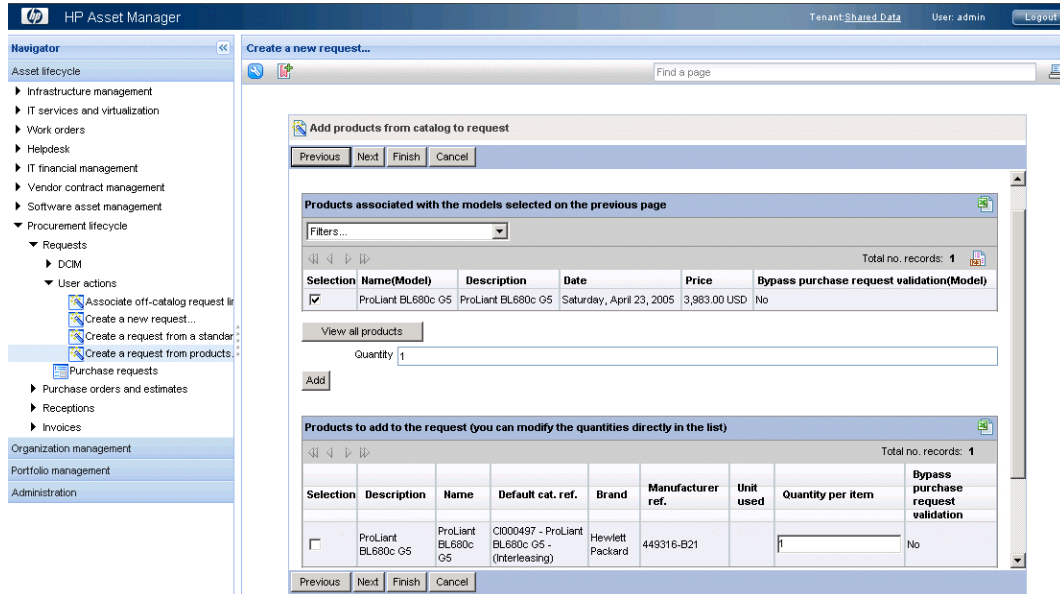 hp HP Asset Manager Tenant:Shared Data User: admin Logout
Navigator
Create a new request...
Asset lifecycle
Find a page
Infrastructure management
IT services and virtualization
Work orders
Helpdesk
IT financial management
Vendor contract management
Software asset management
Procurement lifecycle
Requests
DCIM
User actions
Associate off-catalog request lir
Create a new request...
Create a request from a standar
Create a request from products.
Purchase requests
Purchase orders and estimates
Receptions
Invoices
Organization management
Portfolio management
Administration
Add products from catalog to request
Previous Next Finish Cancel
Products associated with the models selected on the previous page
Filters...
Total no. records: 1
Selection Name(Model) Description Date Price Bypass purchase request validation(Model)
ProLiant BL680c G5 ProLiant BL680c G5 Saturday, April 23, 2005 3,983.00 USD No
View all products
Quantity 1
Add
Products to add to the request (you can modify the quantities directly in the list)
Total no. records: 1
Selection Description Name Default cat. ref. Brand Manufacturer ref. Unit used Quantity per item Bypass purchase request validation
ProLiant BL680c G5 ProLiant BL680c G5 CI000497 - ProLiant BL680c G5 - (Interleasing) Hewlett Packard 449316-B21 1 No
Previous Next Finish Cancel